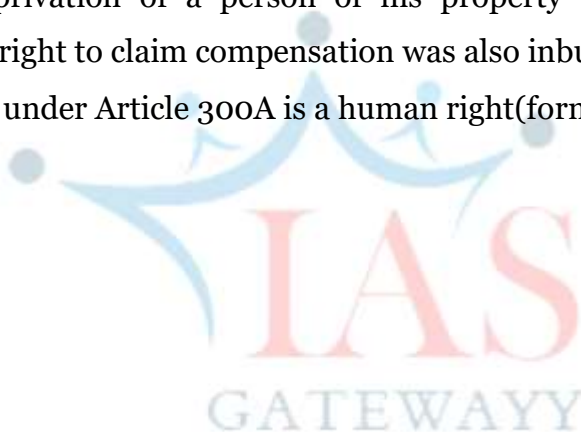 privation of a person of his property
right to claim compensation was also inbu
under Article 300A is a human right(form
IAS
GATEWAYY